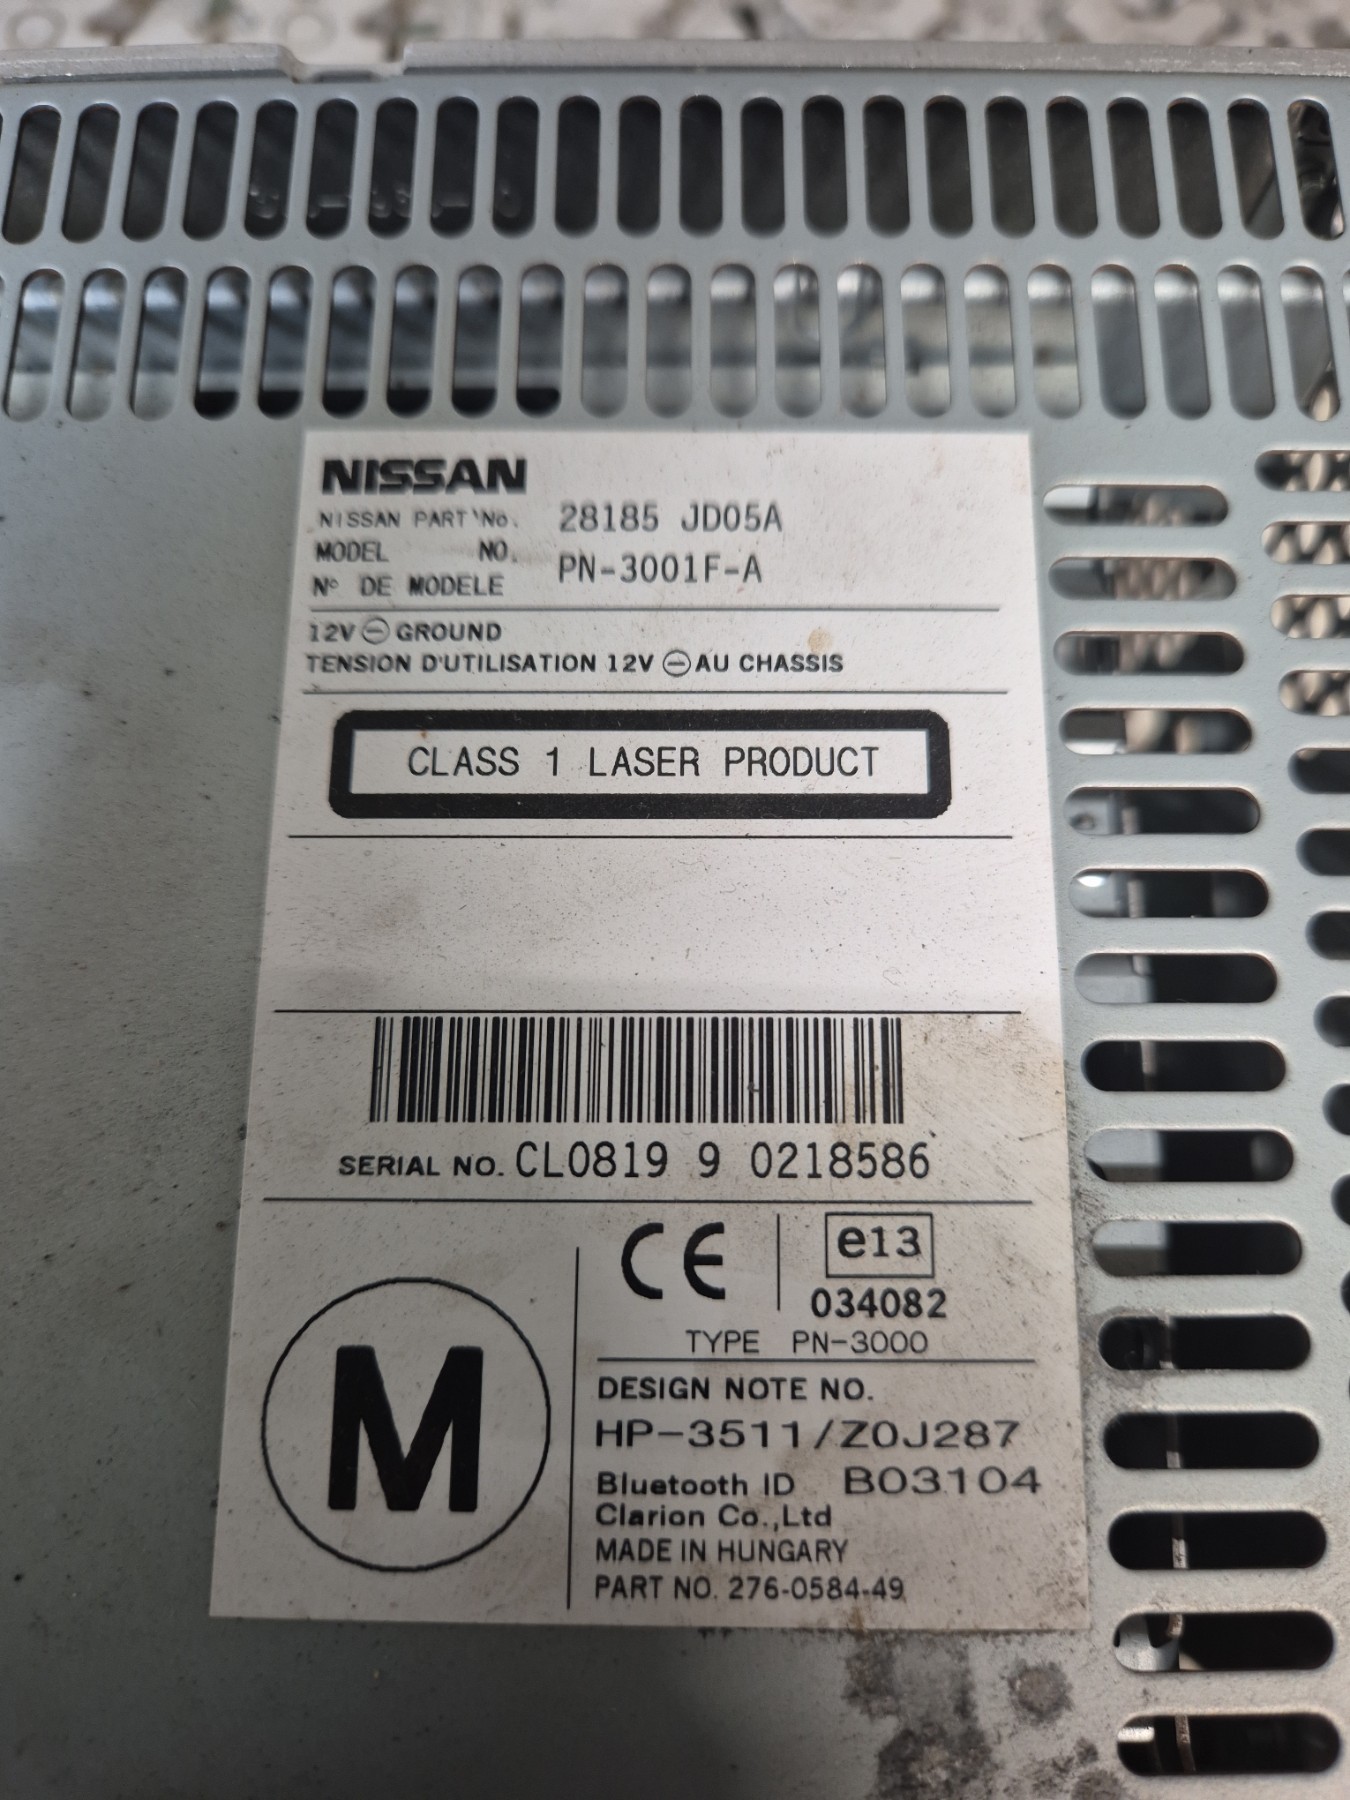 NISSAN
NISSAN PART No. 28185 JD05A
MODEL NO.
N° DE MODELE PN-3001F-A
12V ⊖ GROUND
TENSION D'UTILISATION 12V ⊖ AU CHASSIS
CLASS 1 LASER PRODUCT
SERIAL NO. CL0819 9 0218586
CE e13
034082
TYPE PN-3000
M
DESIGN NOTE NO.
HP-3511/Z0J287
Bluetooth ID B03104
Clarion Co.,Ltd
MADE IN HUNGARY
PART NO. 276-0584-49